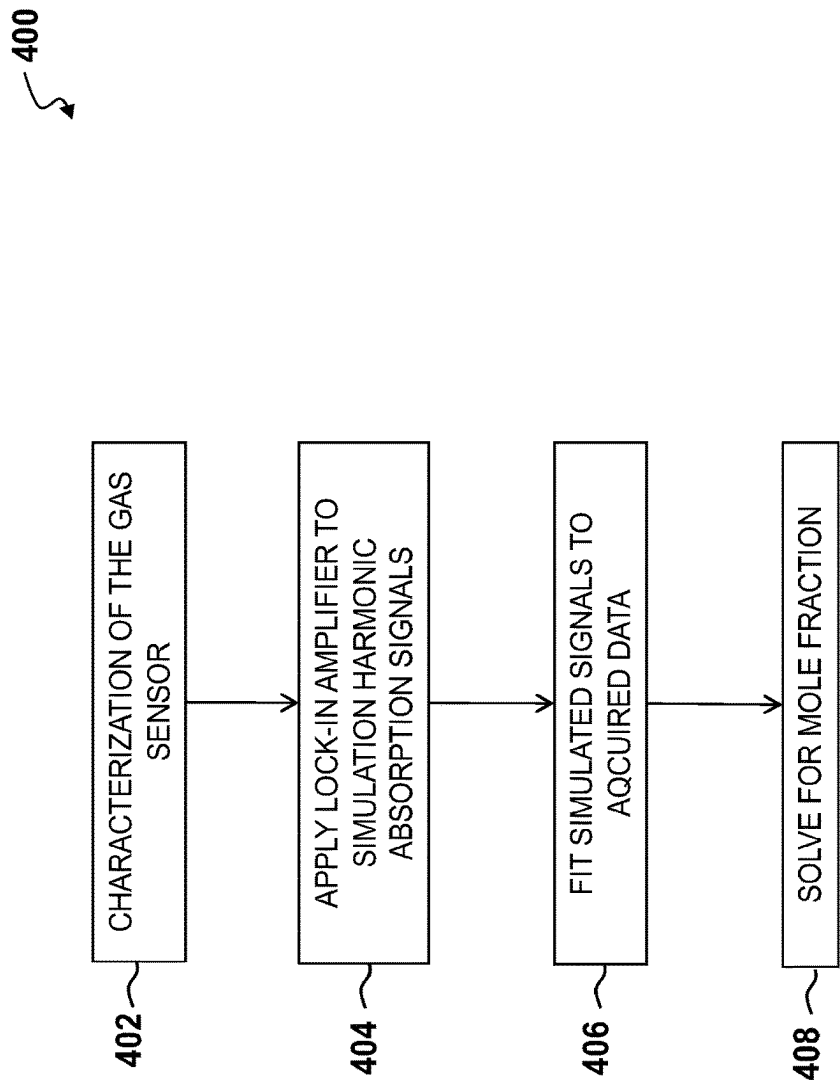 400
402
CHARACTERIZATION OF THE GAS
SENSOR
404
APPLY LOCK-IN AMPLIFIER TO
SIMULATION HARMONIC
ABSORPTION SIGNALS
406
FIT SIMULATED SIGNALS TO
AQCUIRED DATA
408
SOLVE FOR MOLE FRACTION